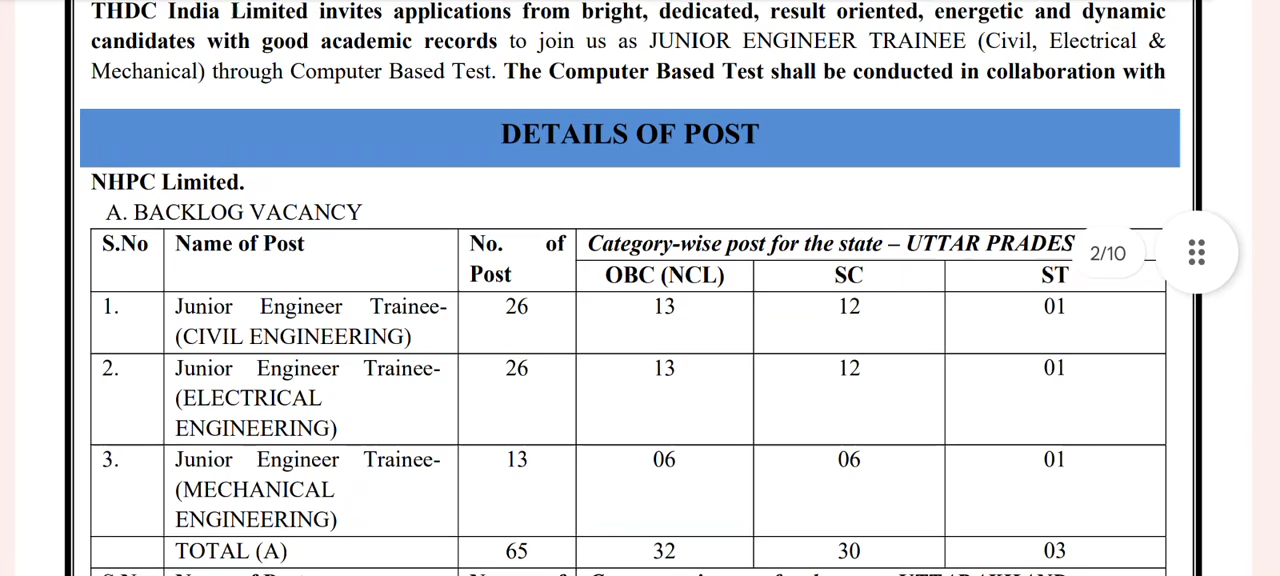 THDC India Limited invites applications from bright, dedicated, result oriented, energetic and dynamic
candidates with good academic records to join us as JUNIOR ENGINEER TRAINEE (Civil, Electrical &
Mechanical) through Computer Based Test. The Computer Based Test shall be conducted in collaboration with
DETAILS OF POST
NHPC Limited.
A. BACKLOG VACANCY
S.No Name of Post No. of Post Category-wise post for the state – UTTAR PRADES
2/10
OBC (NCL) SC ST
1. Junior Engineer Trainee- 26 13 12 01
(CIVIL ENGINEERING)
2. Junior Engineer Trainee- 26 13 12 01
(ELECTRICAL
ENGINEERING)
3. Junior Engineer Trainee- 13 06 06 01
(MECHANICAL
ENGINEERING)
TOTAL (A) 65 32 30 03